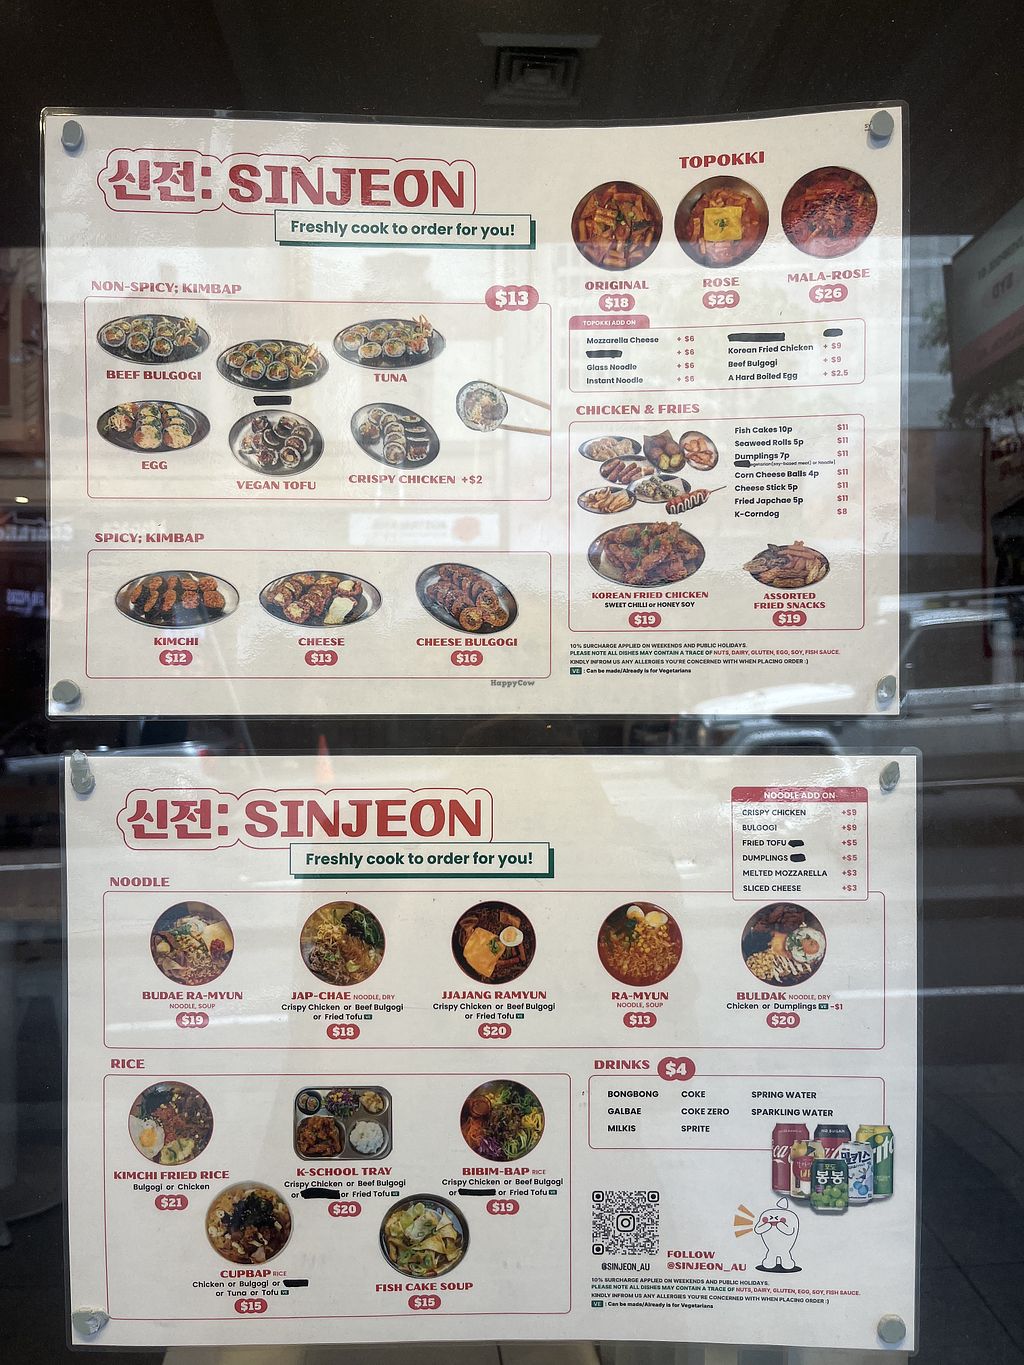 신전: SINJEON
Freshly cook to order for you!
NON-SPICY; KIMBAP
$13
BEEF BULGOGI
TUNA
EGG
VEGAN TOFU
CRISPY CHICKEN +$2
SPICY; KIMBAP
KIMCHI
$12
CHEESE
$13
CHEESE BULGOGI
$16
TOPOKKI
ORIGINAL
$18
ROSE
$26
MALA-ROSE
$26
TOPOKKI ADD ON
Mozzarella Cheese + $6
+ $6
Glass Noodle + $6
Instant Noodle + $6
Korean Fried Chicken + $9
Beef Bulgogi + $9
A Hard Boiled Egg + $2.5
CHICKEN & FRIES
Fish Cakes 10p $11
Seaweed Rolls 5p $11
Dumplings 7p $11
vegetarian(soy-based meat) or Noodle)
Corn Cheese Balls 4p $11
Cheese Stick 5p $11
Fried Japchae 5p $11
K-Corndog $8
KOREAN FRIED CHICKEN
SWEET CHILLI or HONEY SOY
$19
ASSORTED
FRIED SNACKS
$19
10% SURCHARGE APPLIED ON WEEKENDS AND PUBLIC HOLIDAYS.
PLEASE NOTE ALL DISHES MAY CONTAIN A TRACE OF NUTS, DAIRY, GLUTEN, EGG, SOY, FISH SAUCE.
KINDLY INFROM US ANY ALLERGIES YOU'RE CONCERNED WITH WHEN PLACING ORDER :)
VE : Can be made/Already is for Vegetarians
HappyCow
신전: SINJEON
Freshly cook to order for you!
NOODLE ADD ON
CRISPY CHICKEN +$9
BULGOGI +$9
FRIED TOFU +$5
DUMPLINGS +$5
MELTED MOZZARELLA +$3
SLICED CHEESE +$3
NOODLE
BUDAE RA-MYUN
NOODLE, SOUP
$19
JAP-CHAE NOODLE, DRY
Crispy Chicken or Beef Bulgogi
or Fried Tofu VE
$18
JJAJANG RAMYUN
Crispy Chicken or Beef Bulgogi
or Fried Tofu VE
$20
RA-MYUN
NOODLE, SOUP
$13
BULDAK NOODLE, DRY
Chicken or Dumplings VE -$1
$20
RICE
KIMCHI FRIED RICE
Bulgogi or Chicken
$21
K-SCHOOL TRAY
Crispy Chicken or Beef Bulgogi
or or Fried Tofu VE
$20
BIBIM-BAP RICE
Crispy Chicken or Beef Bulgogi
or or Fried Tofu VE
$19
CUPBAP RICE
Chicken or Bulgogi or
or Tuna or Tofu VE
$15
FISH CAKE SOUP
$15
DRINKS $4
BONGBONG COKE SPRING WATER
GALBAE COKE ZERO SPARKLING WATER
MILKIS SPRITE
봉봉
밀키스
@SINJEON_AU
FOLLOW
@SINJEON_AU
10% SURCHARGE APPLIED ON WEEKENDS AND PUBLIC HOLIDAYS.
PLEASE NOTE ALL DISHES MAY CONTAIN A TRACE OF NUTS, DAIRY, GLUTEN, EGG, SOY, FISH SAUCE.
KINDLY INFROM US ANY ALLERGIES YOU'RE CONCERNED WITH WHEN PLACING ORDER :)
VE : Can be made/Already is for Vegetarians